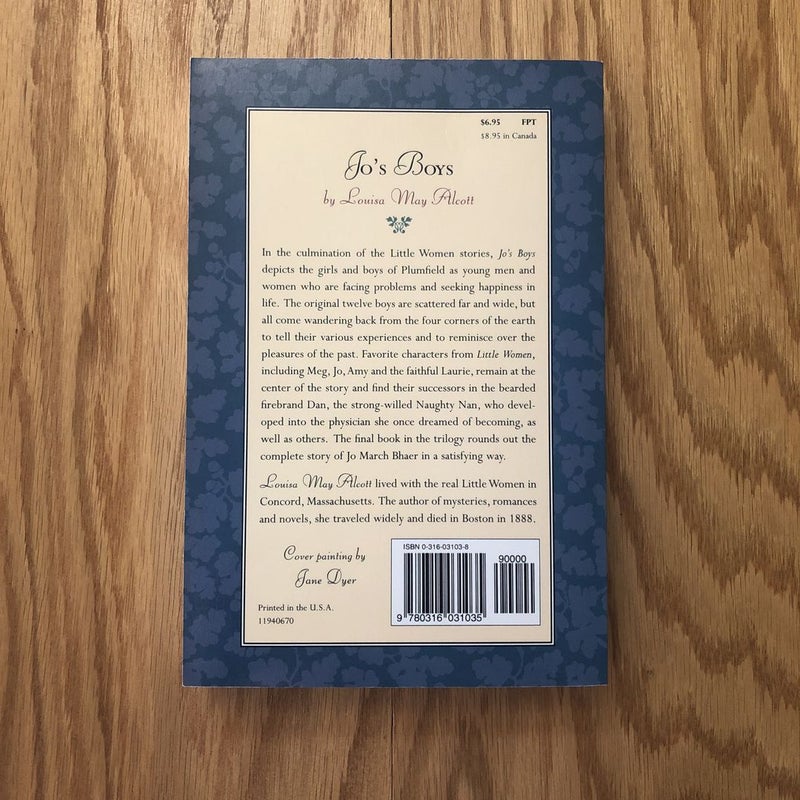 $6.95 FPT
$8.95 in Canada
Jo's Boys
by Louisa May Alcott
In the culmination of the Little Women stories, Jo's Boys
depicts the girls and boys of Plumfield as young men and
women who are facing problems and seeking happiness in
life. The original twelve boys are scattered far and wide, but
all come wandering back from the four corners of the earth
to tell their various experiences and to reminisce over the
pleasures of the past. Favorite characters from Little Women,
including Meg, Jo, Amy and the faithful Laurie, remain at the
center of the story and find their successors in the bearded
firebrand Dan, the strong-willed Naughty Nan, who devel-
oped into the physician she once dreamed of becoming, as
well as others. The final book in the trilogy rounds out the
complete story of Jo March Bhaer in a satisfying way.
Louisa May Alcott lived with the real Little Women in
Concord, Massachusetts. The author of mysteries, romances
and novels, she traveled widely and died in Boston in 1888.
Cover painting by
Jane Dyer
Printed in the U.S.A.
11940670
ISBN 0-316-03103-8
90000
9 780316 031035